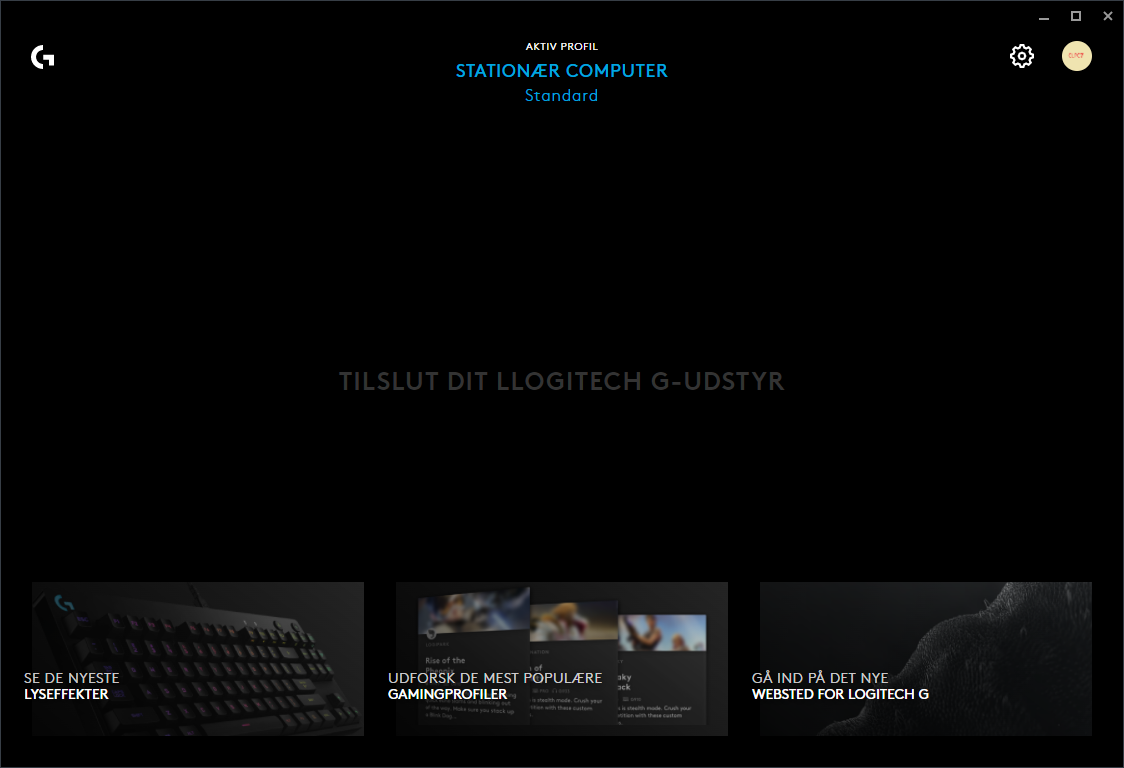 AKTIV PROFIL
STATIONÆR COMPUTER
Standard
TILSLUT DIT LLOGITECH G-UDSTYR
SE DE NYESTE
LYSEFFEKTER
Rise of the
UDFORSK DE MEST POPULÆRE
GAMINGPROFILER
GÅ IND PÅ DET NYE
WEBSTED FOR LOGITECH G